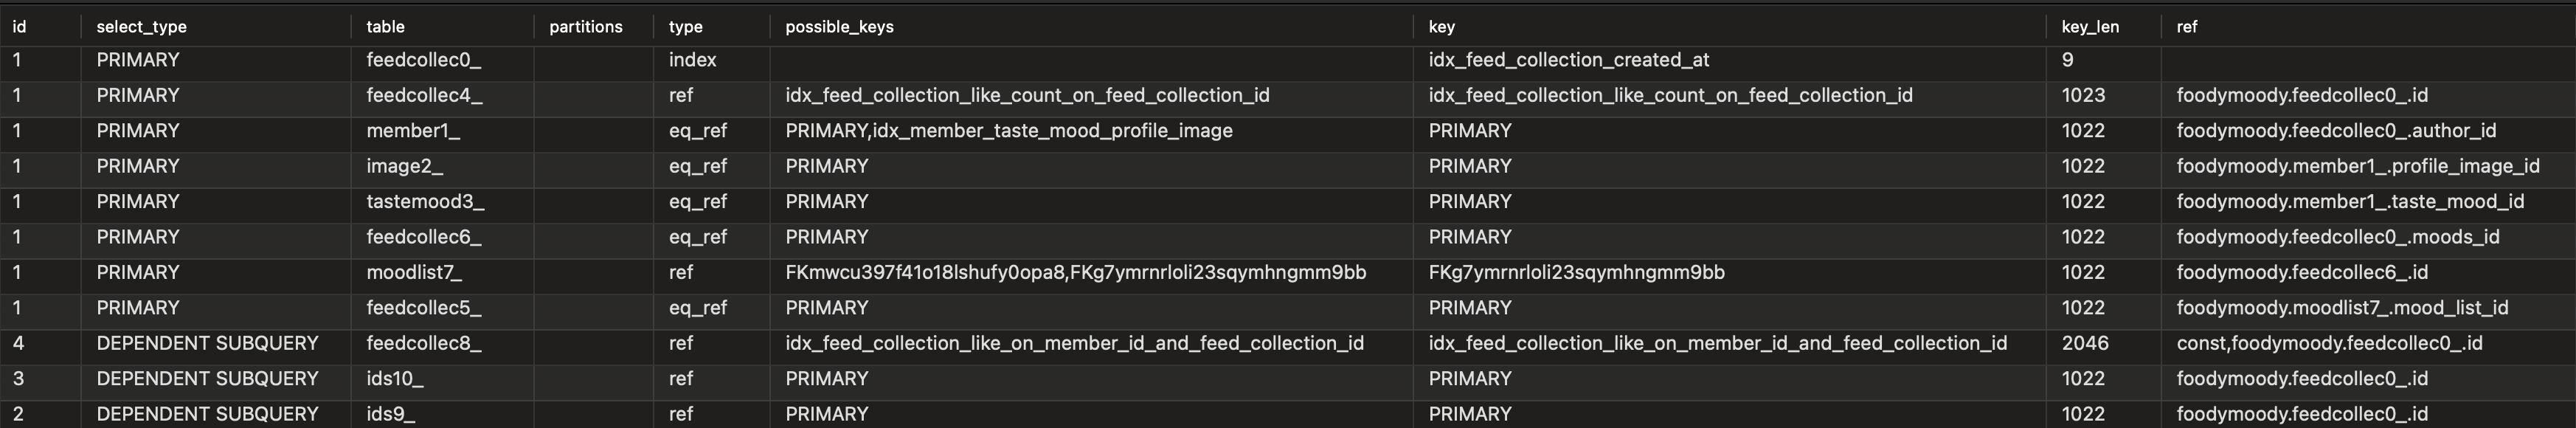 id select_type table partitions type possible_keys key key_len ref
1 PRIMARY feedcollec0_ index idx_feed_collection_created_at 9
1 PRIMARY feedcollec4_ ref idx_feed_collection_like_count_on_feed_collection_id idx_feed_collection_like_count_on_feed_collection_id 1023 foodymoody.feedcollec0_.id
1 PRIMARY member1_ eq_ref PRIMARY,idx_member_taste_mood_profile_image PRIMARY 1022 foodymoody.feedcollec0_.author_id
1 PRIMARY image2_ eq_ref PRIMARY PRIMARY 1022 foodymoody.member1_.profile_image_id
1 PRIMARY tastemood3_ eq_ref PRIMARY PRIMARY 1022 foodymoody.member1_.taste_mood_id
1 PRIMARY feedcollec6_ eq_ref PRIMARY PRIMARY 1022 foodymoody.feedcollec0_.moods_id
1 PRIMARY moodlist7_ ref FKmwcu397f41o18lshufy0opa8,FKg7ymrnrloli23sqymhngmm9bb FKg7ymrnrloli23sqymhngmm9bb 1022 foodymoody.feedcollec6_.id
1 PRIMARY feedcollec5_ eq_ref PRIMARY PRIMARY 1022 foodymoody.moodlist7_.mood_list_id
4 DEPENDENT SUBQUERY feedcollec8_ ref idx_feed_collection_like_on_member_id_and_feed_collection_id idx_feed_collection_like_on_member_id_and_feed_collection_id 2046 const,foodymoody.feedcollec0_.id
3 DEPENDENT SUBQUERY ids10_ ref PRIMARY PRIMARY 1022 foodymoody.feedcollec0_.id
2 DEPENDENT SUBQUERY ids9_ ref PRIMARY PRIMARY 1022 foodymoody.feedcollec0_.id